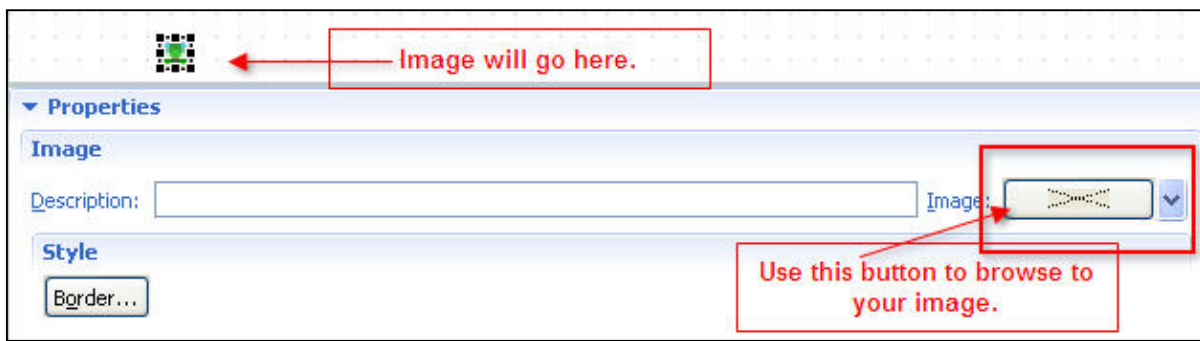 Image will go here.
Properties
Image
Description:
Image:
Style
Use this button to browse to
your image.
Border...